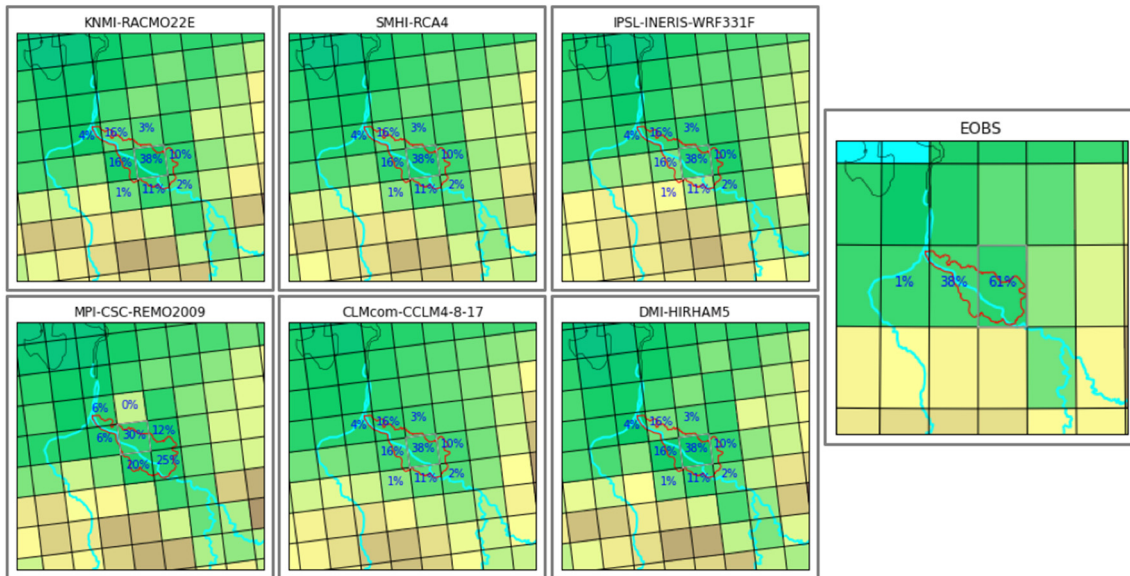 KNMI-RACMO22E
4% 16% 3%
16% 38% 10%
1% 11% 2%
SMHI-RCA4
4% 16% 3%
16% 38% 10%
1% 11% 2%
IPSL-INERIS-WRF331F
4% 16% 3%
16% 38% 10%
1% 11% 2%
EOBS
1% 38% 61%
MPI-CSC-REMO2009
6% 0%
6% 30% 12%
20% 25%
CLMcom-CCLM4-8-17
4% 16% 3%
16% 38% 10%
1% 11% 2%
DMI-HIRHAM5
4% 16% 3%
16% 38% 10%
1% 11% 2%